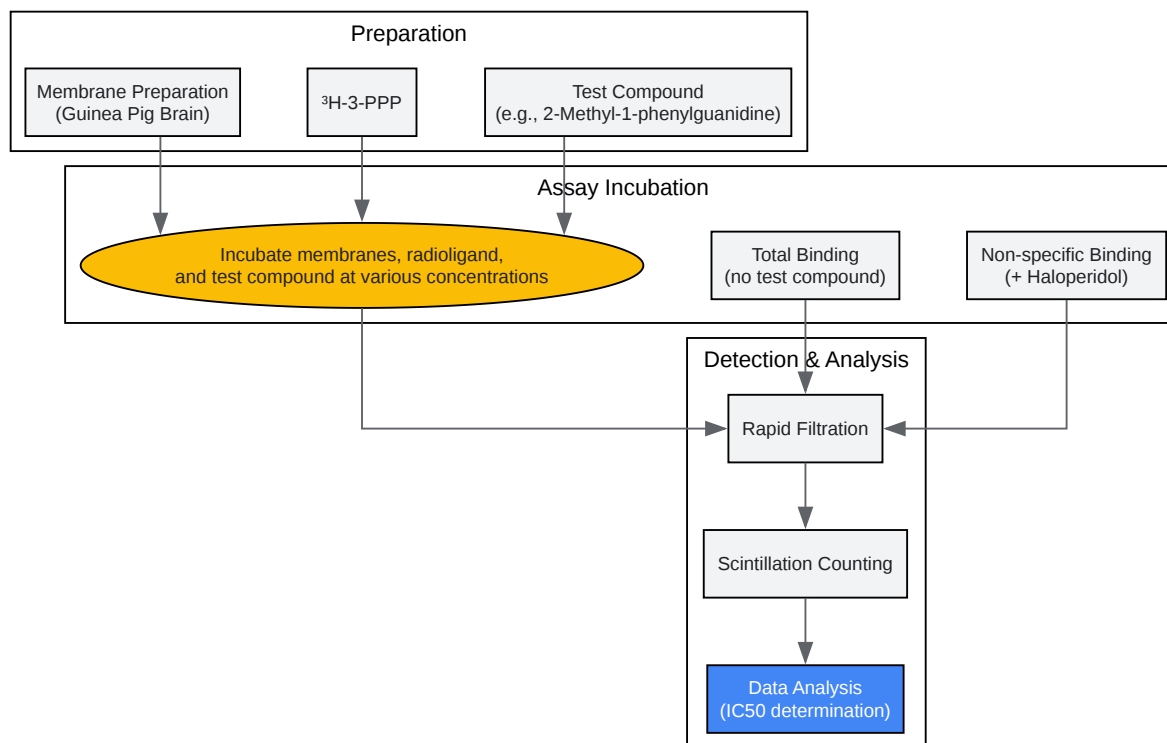 Preparation
Membrane Preparation
(Guinea Pig Brain)
³H-3-PPP
Test Compound
(e.g., 2-Methyl-1-phenylguanidine)
Assay Incubation
Incubate membranes, radioligand,
and test compound at various concentrations
Total Binding
(no test compound)
Non-specific Binding
(+ Haloperidol)
Detection & Analysis
Rapid Filtration
Scintillation Counting
Data Analysis
(IC50 determination)